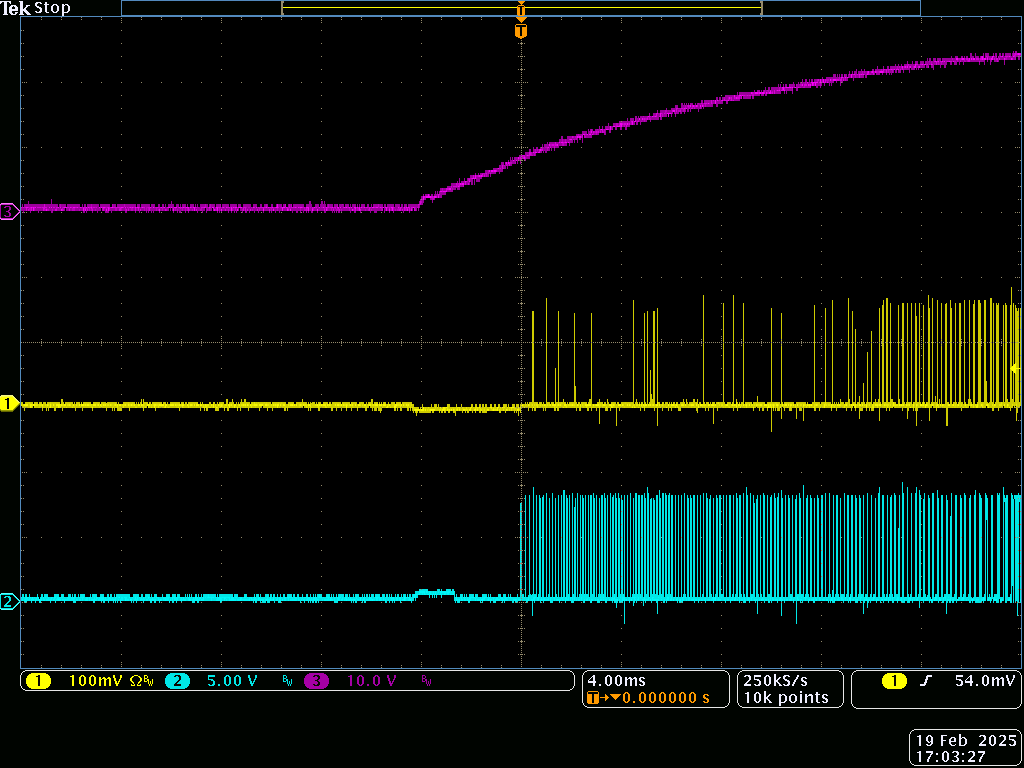 Tek Stop
T
T
3
1
2
1 100mV ΩBW 2 5.00 V BW 3 10.0 V BW
4.00ms
T→▼0.000000 s
250kS/s
10k points
1 ʃ 54.0mV
19 Feb 2025
17:03:27